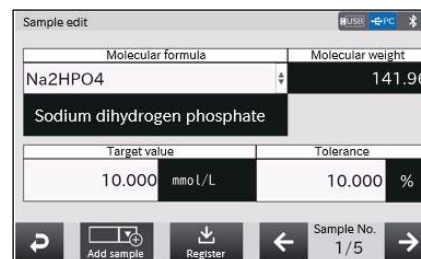 Sample edit
USB PC
Molecular formula Molecular weight
Na2HPO4 141.96
Sodium dihydrogen phosphate
Target value Tolerance
10.000 mmol/L 10.000 %
Add sample Register Sample No.
1/5